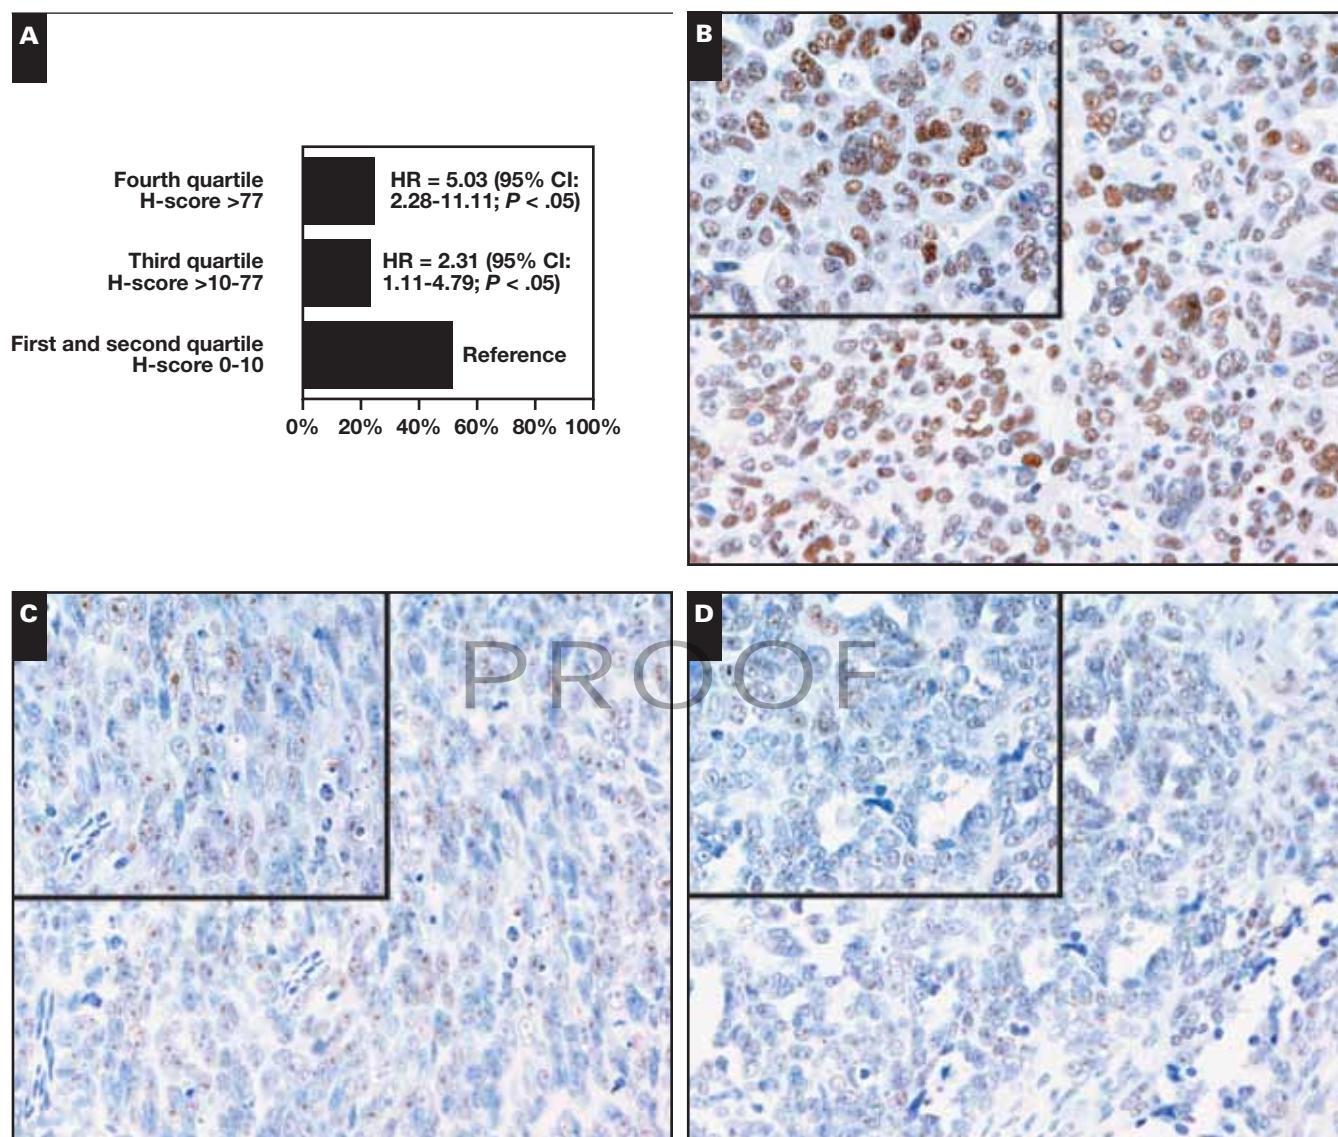 A
Fourth quartile
H-score >77
HR = 5.03 (95% CI:
2.28-11.11; P < .05)
Third quartile
H-score >10-77
HR = 2.31 (95% CI:
1.11-4.79; P < .05)
First and second quartile
H-score 0-10
Reference
0% 20% 40% 60% 80% 100%
B
C
D
PROOF